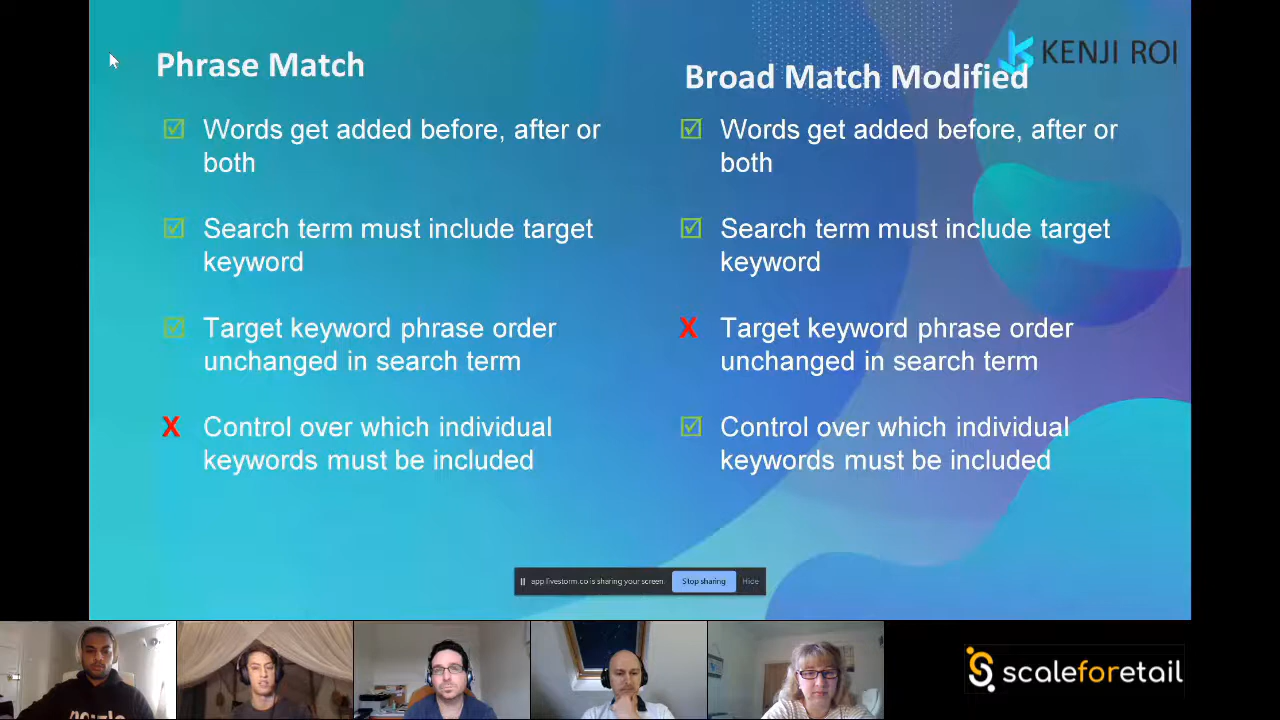 Phrase Match
Words get added before, after or
both
Search term must include target
keyword
Target keyword phrase order
unchanged in search term
X Control over which individual
keywords must be included
KENJI ROI
Broad Match Modified
Words get added before, after or
both
Search term must include target
keyword
X Target keyword phrase order
unchanged in search term
Control over which individual
keywords must be included
app.livestorm.co is sharing your screen. Stop sharing Hide
scaleforetail